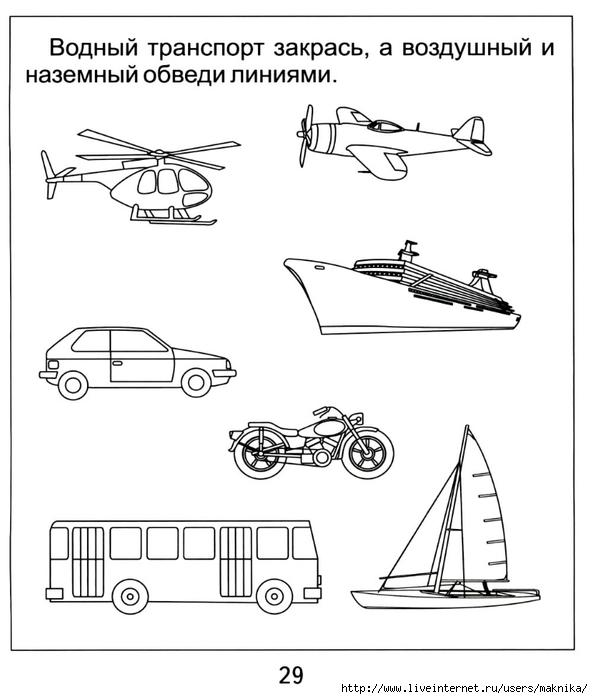 Водный транспорт закрась, а воздушный и
наземный обведи линиями.
29
http://www.liveinternet.ru/users/maknika/